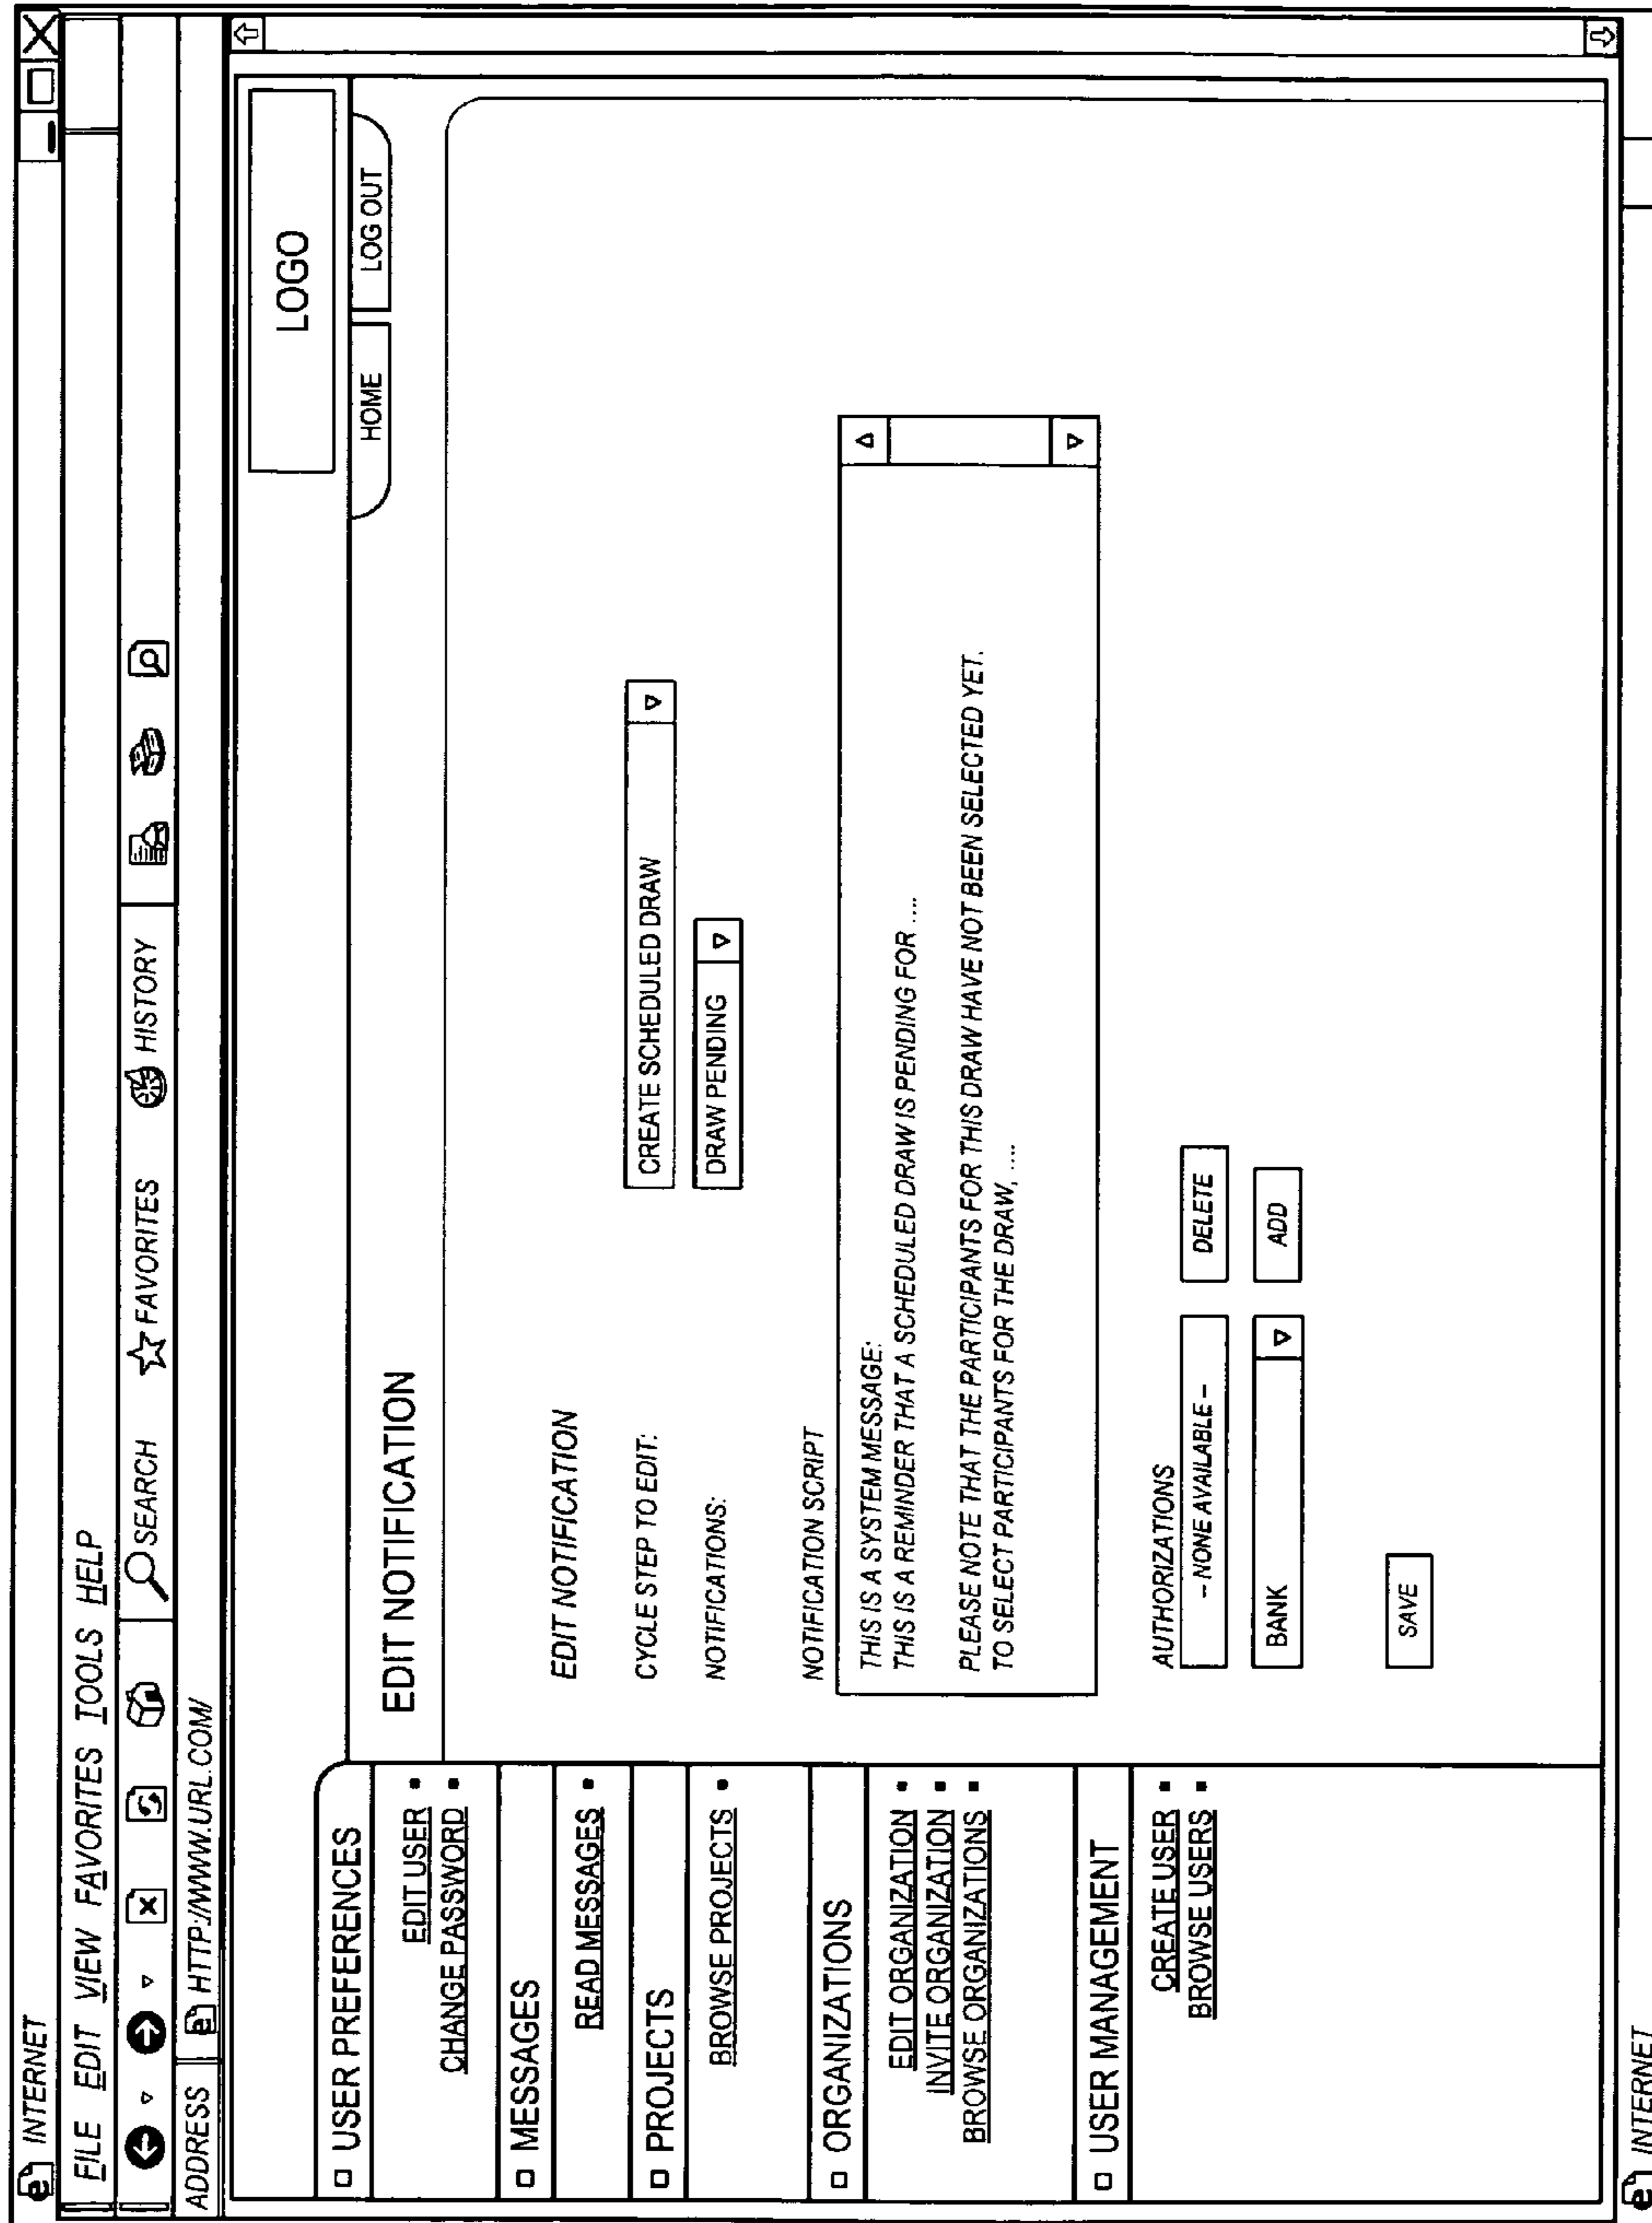 INTERNET
FILE EDIT VIEW FAVORITES TOOLS HELP
SEARCH FAVORITES HISTORY
ADDRESS HTTP://WWW.URL.COM/
LOGO
HOME LOG OUT
USER PREFERENCES
EDIT USER
CHANGE PASSWORD
MESSAGES
READ MESSAGES
PROJECTS
BROWSE PROJECTS
ORGANIZATIONS
EDIT ORGANIZATION
INVITE ORGANIZATION
BROWSE ORGANIZATIONS
USER MANAGEMENT
CREATE USER
BROWSE USERS
EDIT NOTIFICATION
EDIT NOTIFICATION
CYCLE STEP TO EDIT: CREATE SCHEDULED DRAW
NOTIFICATIONS: DRAW PENDING
NOTIFICATION SCRIPT
THIS IS A SYSTEM MESSAGE:
THIS IS A REMINDER THAT A SCHEDULED DRAW IS PENDING FOR ....
PLEASE NOTE THAT THE PARTICIPANTS FOR THIS DRAW HAVE NOT BEEN SELECTED YET.
TO SELECT PARTICIPANTS FOR THE DRAW, ....
AUTHORIZATIONS
– NONE AVAILABLE – DELETE
BANK ADD
SAVE
INTERNET